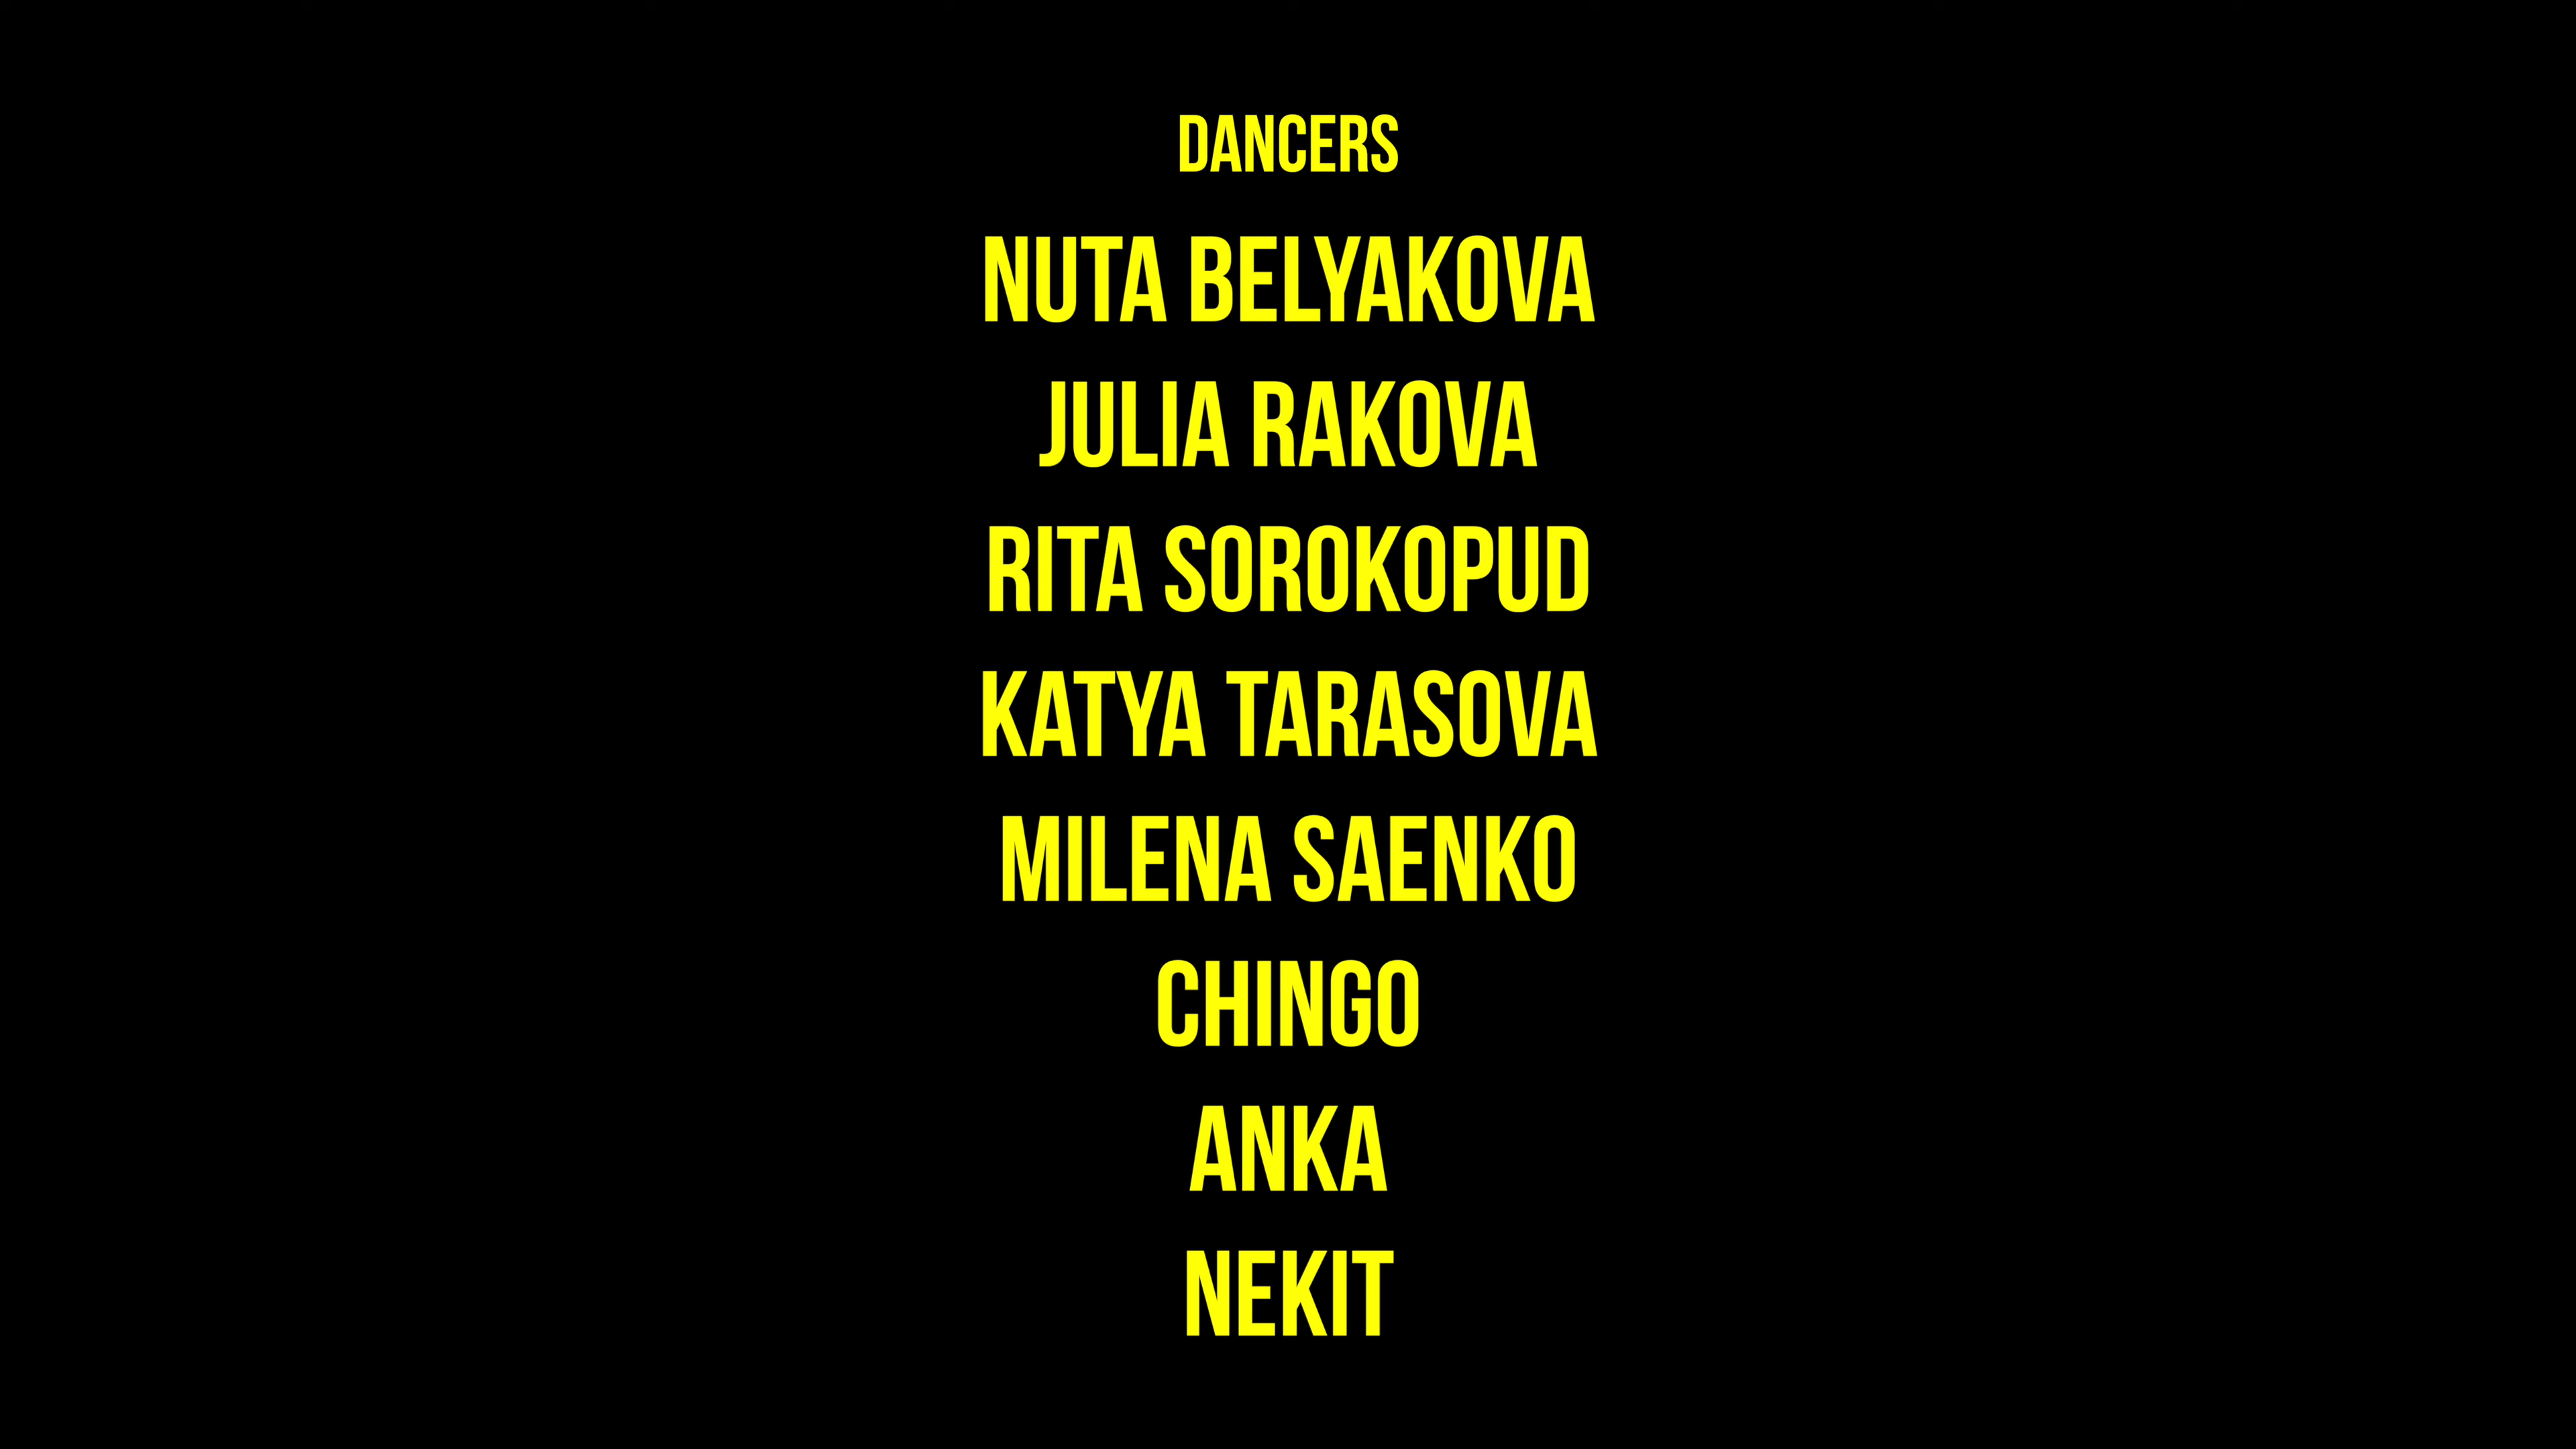 DANCERS
NUTA BELYAKOVA
JULIA RAKOVA
RITA SOROKOPUD
KATYA TARASOVA
MILENA SAENKO
CHINGO
ANKA
NEKIT